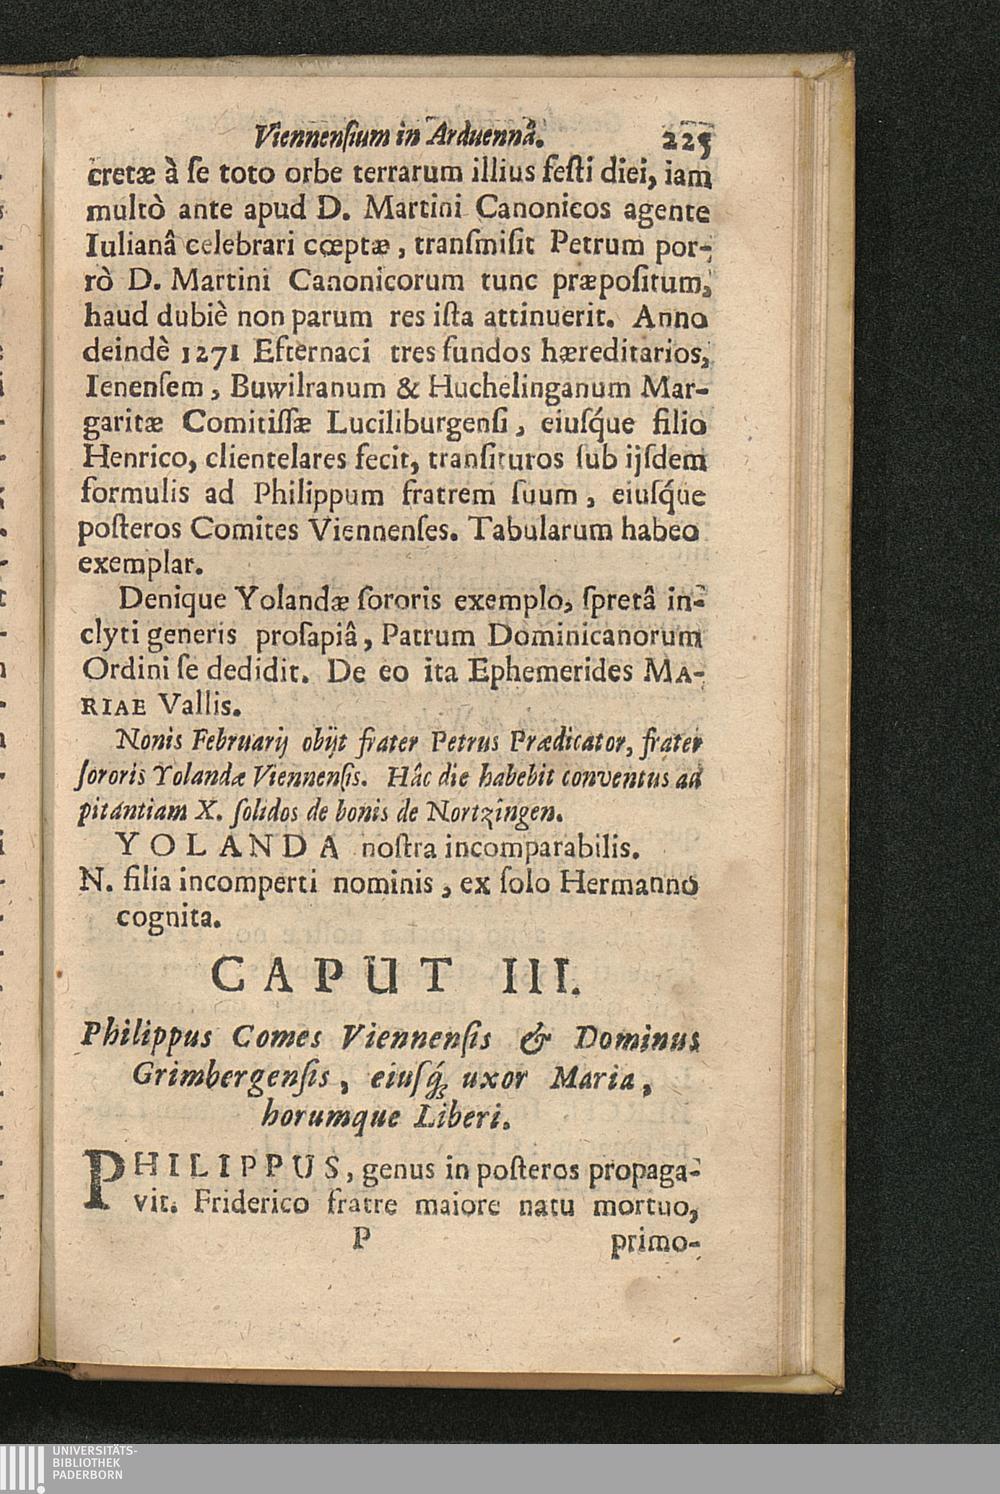 Viennenſium in Arduennâ. 225
cretæ à ſe toto orbe terrarum illius feſti diei, iam
multò ante apud D. Martini Canonicos agente
Iulianâ celebrari cœptæ, tranſmiſit Petrum por-
rò D. Martini Canonicorum tunc præpoſitum,
haud dubiè non parum res iſta attinuerit. Anno
deindè 1271 Efternaci tres fundos hæreditarios,
Ienenſem, Buwilranum & Huchelinganum Mar-
garitæ Comitiſſæ Luciliburgenſi, eiuſq́ue filio
Henrico, clientelares fecit, tranſituros ſub ijſdem
formulis ad Philippum fratrem ſuum, eiuſq́ue
poſteros Comites Viennenſes. Tabularum habeo
exemplar.
Denique Yolandæ ſororis exemplo, ſpretâ in-
clyti generis proſapiâ, Patrum Dominicanorum
Ordini ſe dedidit. De eo ita Ephemerides MA-
RIAE Vallis.
Nonis Februarij obijt frater Petrus Prædicator, frater
ſororis Yolandæ Viennenſis. Hâc die habebit conventus ad
pitantiam X. ſolidos de bonis de Nortzingen.
YOLANDA noſtra incomparabilis.
N. filia incomperti nominis, ex ſolo Hermanno
cognita.
CAPUT III.
Philippus Comes Viennenſis & Dominus
Grimbergenſis, eiuſq́; uxor Maria,
horumque Liberi.
PHILIPPUS, genus in poſteros propaga-
vit. Friderico fratre maiore natu mortuo,
P primo-
UNIVERSITÄTS-
BIBLIOTHEK
PADERBORN